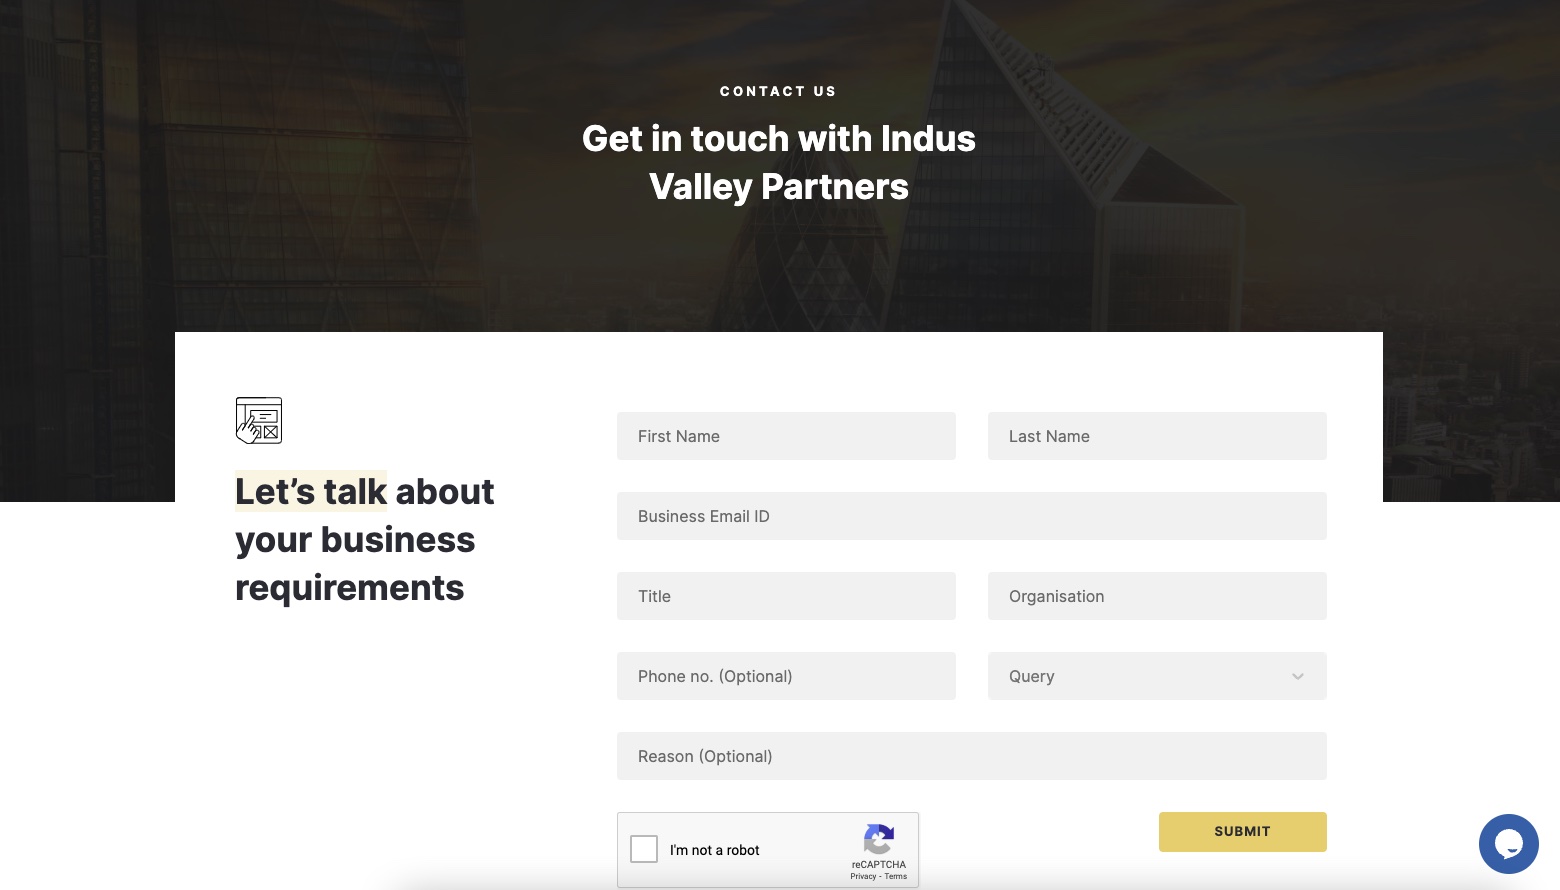 CONTACT US
Get in touch with Indus
Valley Partners
Let’s talk about
your business
requirements
First Name
Last Name
Business Email ID
Title
Organisation
Phone no. (Optional)
Query
Reason (Optional)
I'm not a robot
reCAPTCHA
Privacy - Terms
SUBMIT